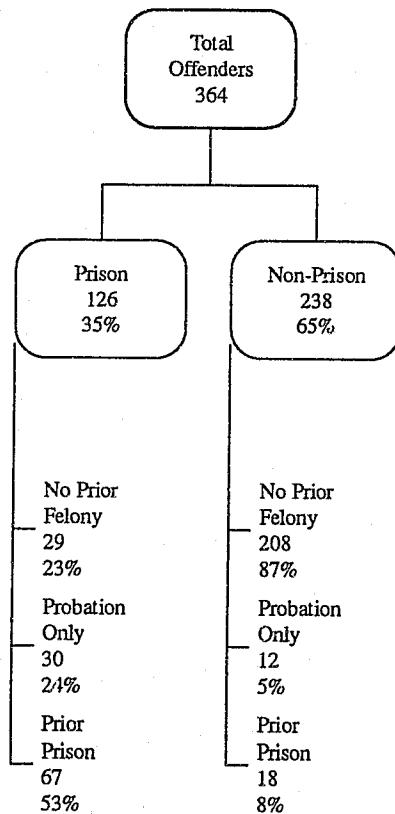 Total
Offenders
364
Prison
126
35%
Non-Prison
238
65%
No Prior
Felony
29
23%
Probation
Only
30
24%
Prior
Prison
67
53%
No Prior
Felony
208
87%
Probation
Only
12
5%
Prior
Prison
18
8%